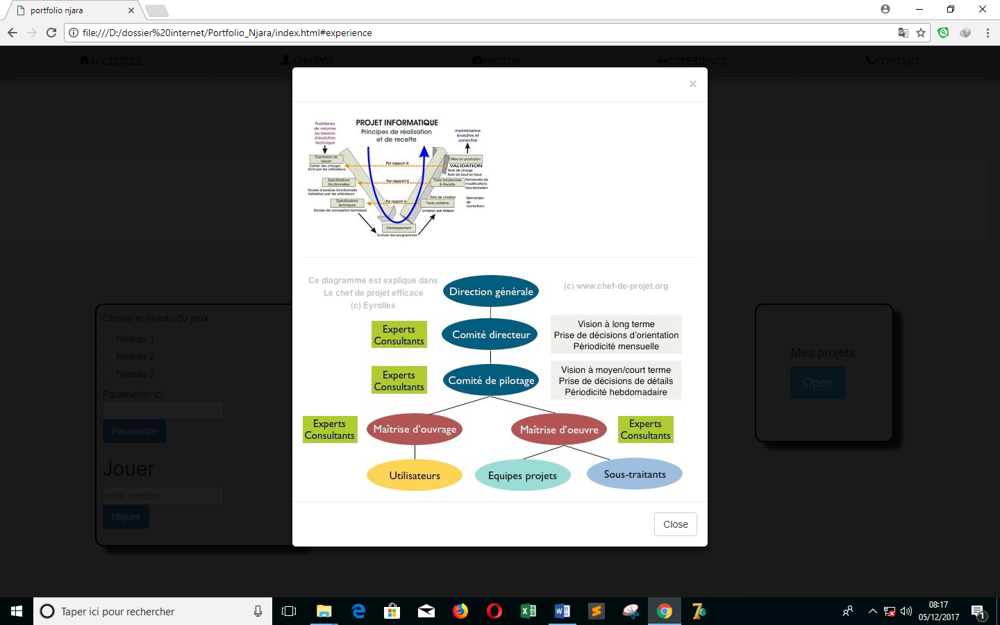 portfolio njara
file:///D:/dossier%20internet/Portfolio_Njara/index.html#experience
ACCEUILLE
APROPOS
PHOTOS
EXPERIENCE
CONTACT
×
PROJET INFORMATIQUE
Principes de réalisation
et de recette
Problèmes
de volumes
ou besoins
d'évolution
technique
maintenance
évolutive et
corrective
Expression de
besoin
Cahier des charges
Ecrit par les utilisateurs
Par rapport à
Mise en production
VALIDATION
Tests de charge
Tests de bout en bout
Spécifications
fonctionnelles
Dossier d'analyse fonctionnelle
Validation par les utilisateurs
Par rapport à
Tests fonctionnels
& Recette
Demandes de
modifications
fonctionnelles
Spécifications
techniques
Dossier de conception technique
Par rapport à
Tests de chaînes
Tests unitaires
Livraison par étapes
Demandes
de
corrections
Développement
Ecriture des programmes
Ce diagramme est expliqué dans
Le chef de projet efficace
(c) Eyrolles
Direction générale
(c) www.chef-de-projet.org
Experts
Consultants
Comité directeur
Vision à long terme
Prise de décisions d'orientation
Périodicité mensuelle
Experts
Consultants
Comité de pilotage
Vision à moyen/court terme
Prise de décisions de détails
Périodicité hebdomadaire
Experts
Consultants
Maîtrise d'ouvrage
Maîtrise d'oeuvre
Experts
Consultants
Utilisateurs
Equipes projets
Sous-traitants
Close
Choisir le niveau du jeux
Niveau 1
Niveau 2
Niveau 3
Parametrer ici
Parametre
Jouer
votre nombre......
cliquer
Mes projets
Open
Taper ici pour rechercher
08:17
05/12/2017
1